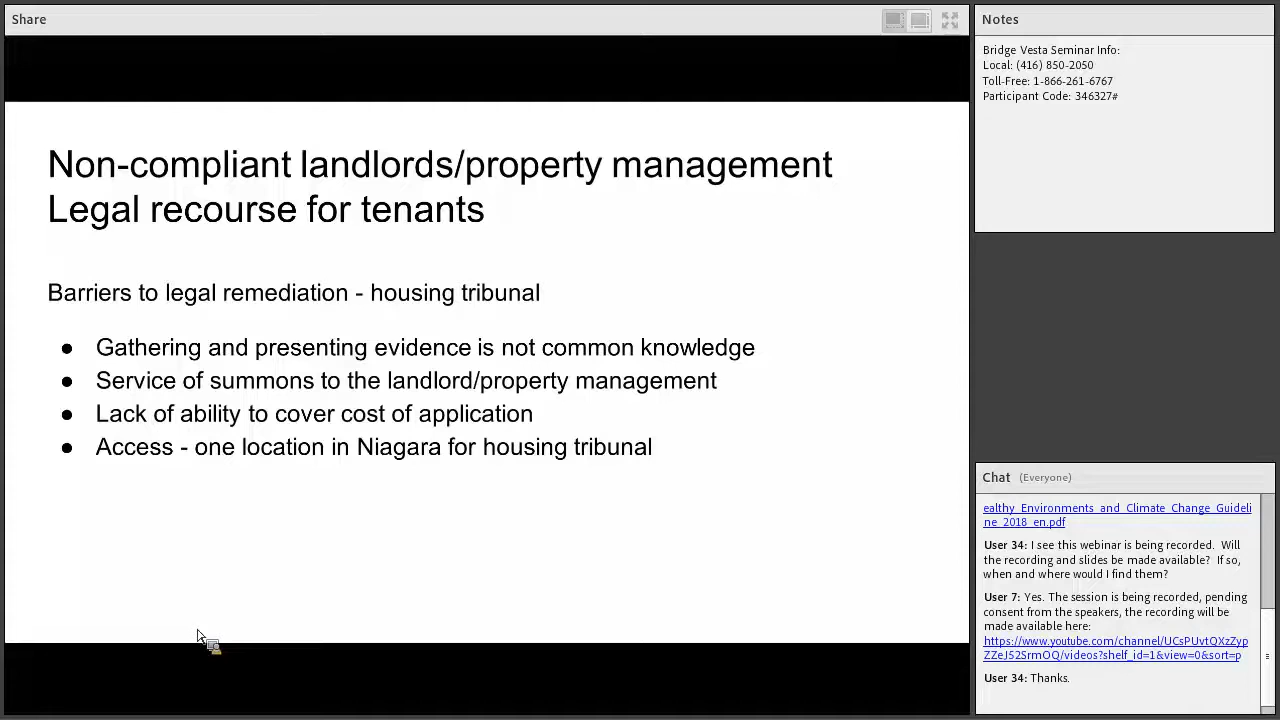 Share
Non-compliant landlords/property management
Legal recourse for tenants
Barriers to legal remediation - housing tribunal
● Gathering and presenting evidence is not common knowledge
● Service of summons to the landlord/property management
● Lack of ability to cover cost of application
● Access - one location in Niagara for housing tribunal
Notes
Bridge Vesta Seminar Info:
Local: (416) 850-2050
Toll-Free: 1-866-261-6767
Participant Code: 346327#
Chat (Everyone)
ealthy_Environments_and_Climate_Change_Guideli
ne_2018_en.pdf
User 34: I see this webinar is being recorded. Will
the recording and slides be made available? If so,
when and where would I find them?
User 7: Yes. The session is being recorded, pending
consent from the speakers, the recording will be
made available here:
https://www.youtube.com/channel/UCsPUvtQXzZyp
ZZeJ52SrmOQ/videos?shelf_id=1&view=0&sort=p
User 34: Thanks.